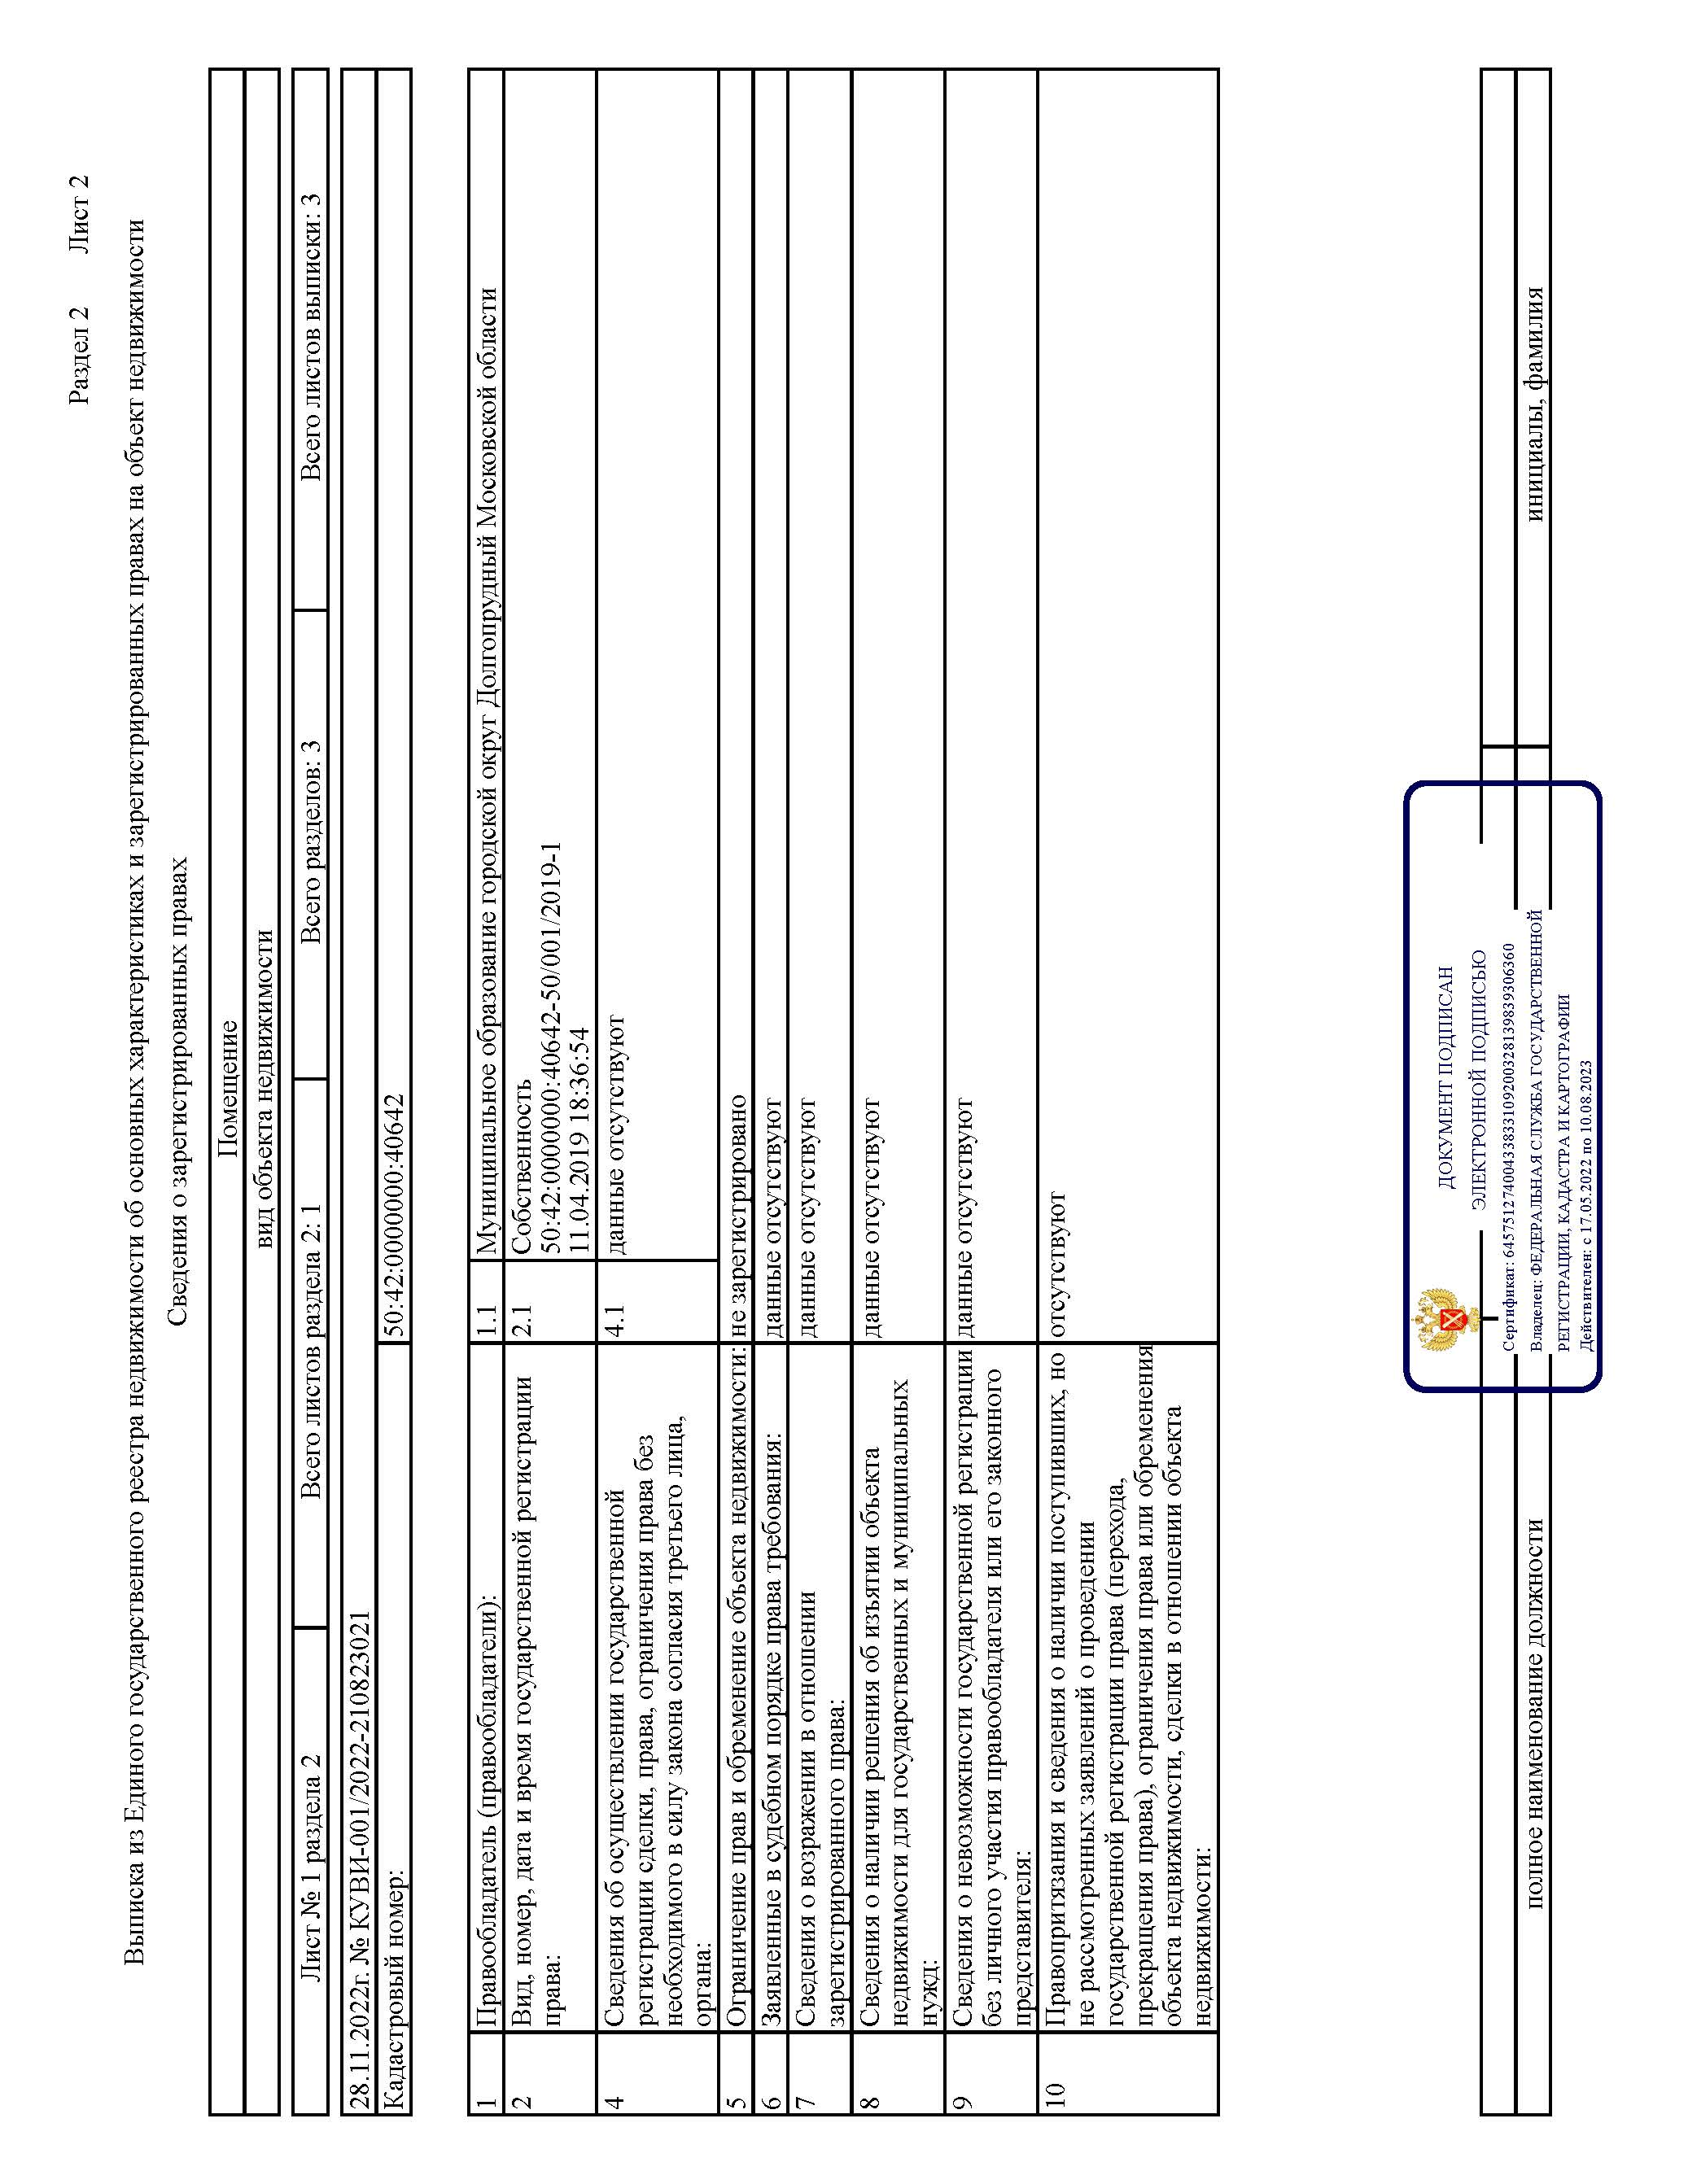 Раздел 2 Лист 2
Выписка из Единого государственного реестра недвижимости об основных характеристиках и зарегистрированных правах на объект недвижимости
Сведения о зарегистрированных правах
Помещение
вид объекта недвижимости
Лист № 1 раздела 2 Всего листов раздела 2: 1 Всего разделов: 3 Всего листов выписки: 3
28.11.2022г. № КУВИ-001/2022-210823021
Кадастровый номер: 50:42:0000000:40642
1 Правообладатель (правообладатели): 1.1 Муниципальное образование городской округ Долгопрудный Московской области
2 Вид, номер, дата и время государственной регистрации 2.1 Собственность
права: 50:42:0000000:40642-50/001/2019-1
11.04.2019 18:36:54
4 Сведения об осуществлении государственной 4.1 данные отсутствуют
регистрации сделки, права, ограничения права без
необходимого в силу закона согласия третьего лица,
органа:
5 Ограничение прав и обременение объекта недвижимости: не зарегистрировано
6 Заявленные в судебном порядке права требования: данные отсутствуют
7 Сведения о возражении в отношении данные отсутствуют
зарегистрированного права:
8 Сведения о наличии решения об изъятии объекта данные отсутствуют
недвижимости для государственных и муниципальных
нужд:
9 Сведения о невозможности государственной регистрации данные отсутствуют
без личного участия правообладателя или его законного
представителя:
10 Правопритязания и сведения о наличии поступивших, но отсутствуют
не рассмотренных заявлений о проведении
государственной регистрации права (перехода,
прекращения права), ограничения права или обременения
объекта недвижимости, сделки в отношении объекта
недвижимости:
ДОКУМЕНТ ПОДПИСАН
ЭЛЕКТРОННОЙ ПОДПИСЬЮ
Сертификат: 645751274004338331092003281398399306360
Владелец: ФЕДЕРАЛЬНАЯ СЛУЖБА ГОСУДАРСТВЕННОЙ
РЕГИСТРАЦИИ, КАДАСТРА И КАРТОГРАФИИ
Действителен: с 17.05.2022 по 10.08.2023
полное наименование должности инициалы, фамилия